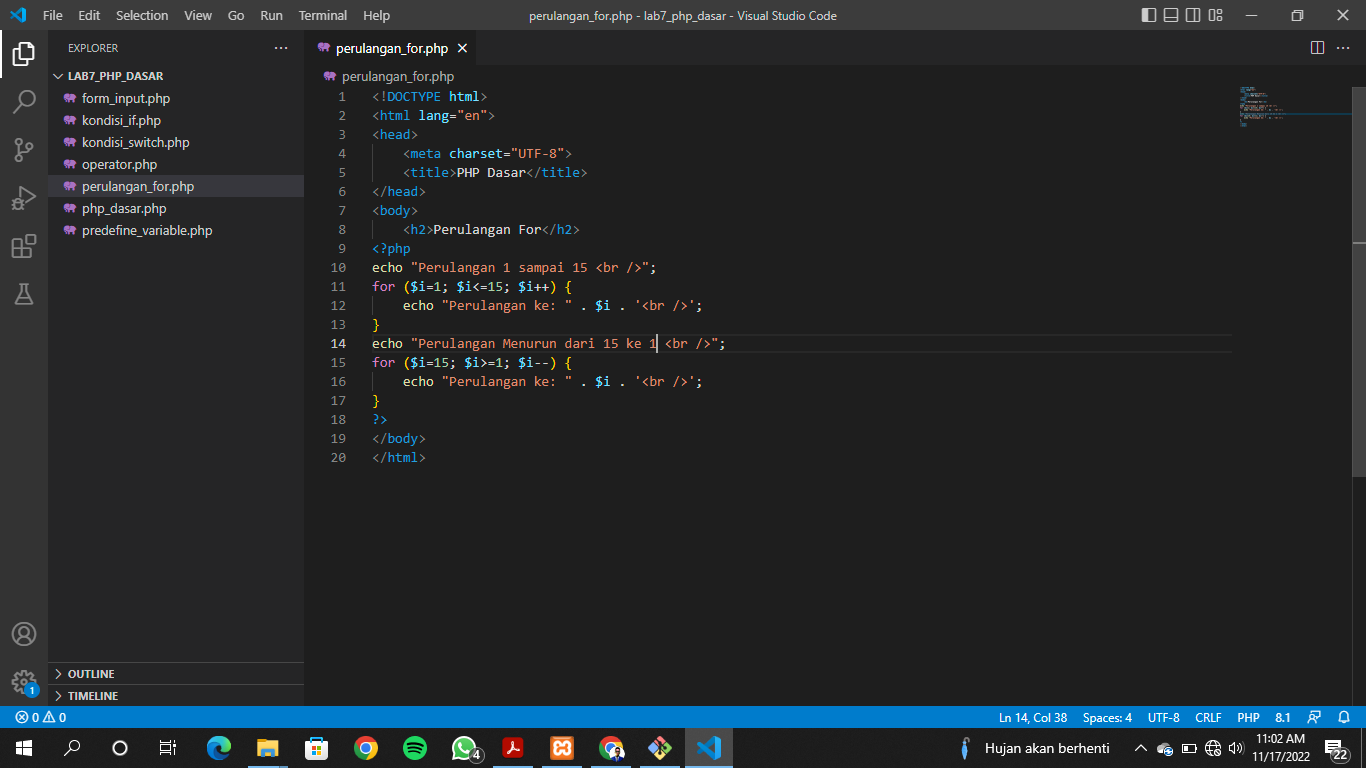 File Edit Selection View Go Run Terminal Help
perulangan_for.php - lab7_php_dasar - Visual Studio Code
EXPLORER
LAB7_PHP_DASAR
form_input.php
kondisi_if.php
kondisi_switch.php
operator.php
perulangan_for.php
php_dasar.php
predefine_variable.php
OUTLINE
TIMELINE
perulangan_for.php
perulangan_for.php
1 <!DOCTYPE html>
2 <html lang="en">
3 <head>
4     <meta charset="UTF-8">
5     <title>PHP Dasar</title>
6 </head>
7 <body>
8     <h2>Perulangan For</h2>
9 <?php
10 echo "Perulangan 1 sampai 15 <br />";
11 for ($i=1; $i<=15; $i++) {
12     echo "Perulangan ke: " . $i . '<br />';
13 }
14 echo "Perulangan Menurun dari 15 ke 1 <br />";
15 for ($i=15; $i>=1; $i--) {
16     echo "Perulangan ke: " . $i . '<br />';
17 }
18 ?>
19 </body>
20 </html>
1
0 0
Ln 14, Col 38 Spaces: 4 UTF-8 CRLF PHP 8.1
4
Hujan akan berhenti
11:02 AM
11/17/2022
22